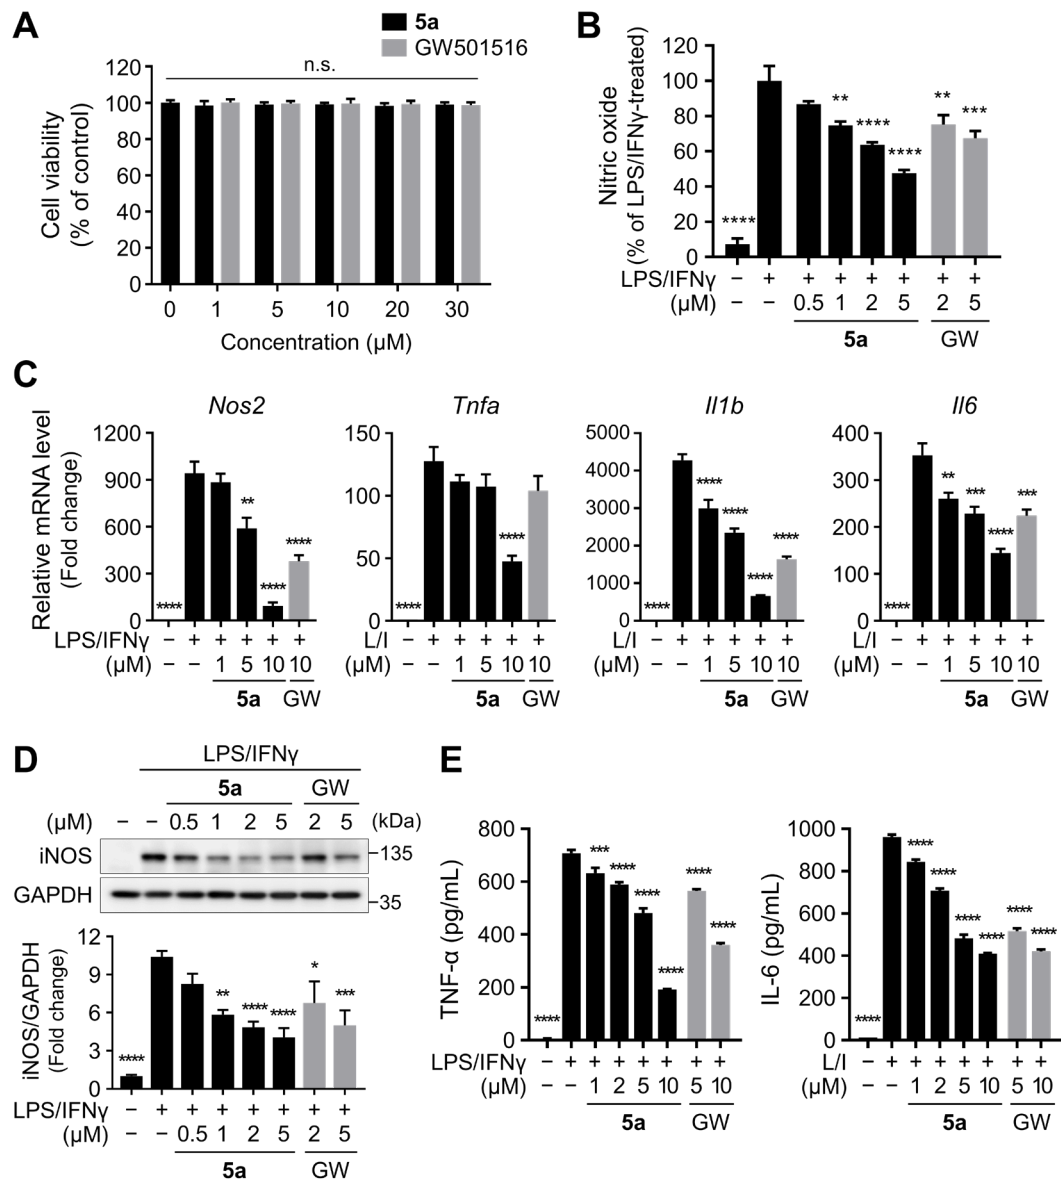 A
5a
GW501516
n.s.
Cell viability
(% of control)
120
100
80
60
40
20
0
0 1 5 10 20 30
Concentration (μM)
B
Nitric oxide
(% of LPS/IFNγ-treated)
120
100
80
60
40
20
0
**** ** **** **** ** ***
LPS/IFNγ − + + + + + + +
(μM) − − 0.5 1 2 5 2 5
5a GW
C
Relative mRNA level
(Fold change)
Nos2
1200
900
600
300
0
**** ** **** ****
LPS/IFNγ − + + + + +
(μM) − − 1 5 10 10
5a GW
Tnfa
150
100
50
0
**** ****
L/I − + + + + +
(μM) − − 1 5 10 10
5a GW
Il1b
5000
4000
3000
2000
1000
0
**** **** **** **** ****
L/I − + + + + +
(μM) − − 1 5 10 10
5a GW
Il6
400
300
200
100
0
**** ** *** **** ***
L/I − + + + + +
(μM) − − 1 5 10 10
5a GW
D
LPS/IFNγ
5a GW
(μM) − − 0.5 1 2 5 2 5 (kDa)
iNOS 135
GAPDH 35
iNOS/GAPDH
(Fold change)
12
9
6
3
0
**** ** **** **** * ***
LPS/IFNγ − + + + + + + +
(μM) − − 0.5 1 2 5 2 5
5a GW
E
TNF-α (pg/mL)
800
600
400
200
0
**** *** **** **** **** **** ****
LPS/IFNγ − + + + + + + +
(μM) − − 1 2 5 10 5 10
5a GW
IL-6 (pg/mL)
1000
800
600
400
200
0
**** **** **** **** **** **** ****
L/I − + + + + + + +
(μM) − − 1 2 5 10 5 10
5a GW